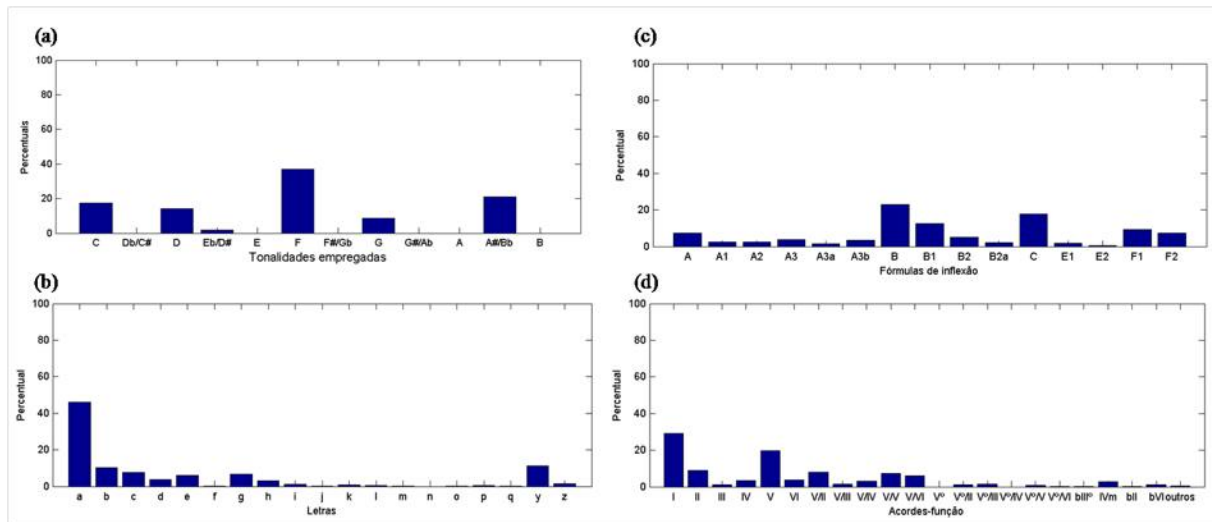 (a)
100
80
60
40
20
0
Percentuais
C Db/C# D Eb/D# E F F#/Gb G G#/Ab A A#/Bb B
Tonalidades empregadas
(c)
100
80
60
40
20
0
Percentual
A A1 A2 A3 A3a A3b B B1 B2 B2a C E1 E2 F1 F2
Fórmulas de inflexão
(b)
100
80
60
40
20
0
Percentual
a b c d e f g h i j k l m n o p q y z
Letras
(d)
100
80
60
40
20
0
Percentual
I II III IV V VI V/II V/III V/IV V/V V/VI Vº Vº/II Vº/III Vº/IV Vº/V Vº/VI bIIIº IVm bII bVI outros
Acordes-função